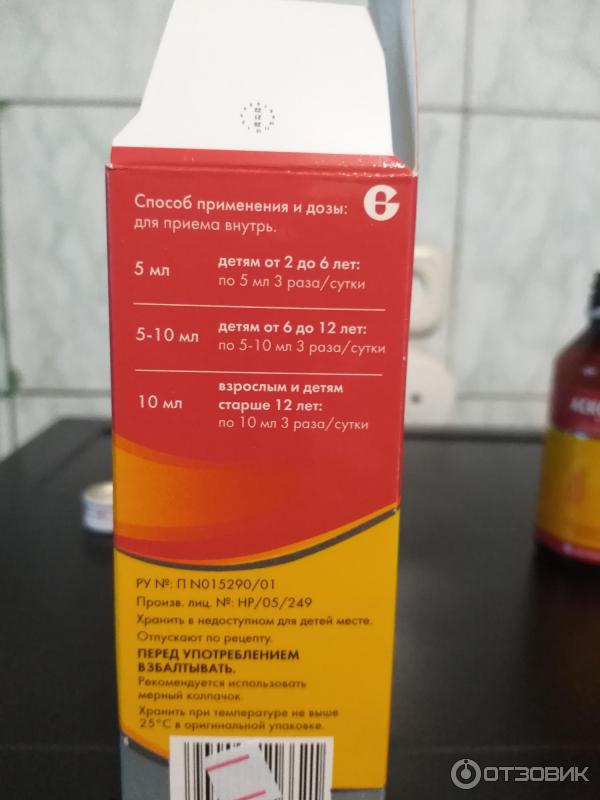 Способ применения и дозы:
для приема внутрь.
5 мл
детям от 2 до 6 лет:
по 5 мл 3 раза/сутки
5-10 мл
детям от 6 до 12 лет:
по 5-10 мл 3 раза/сутки
10 мл
взрослым и детям
старше 12 лет:
по 10 мл 3 раза/сутки
РУ №: П N015290/01
Произв. лиц. №: HP/05/249
Хранить в недоступном для детей месте.
Отпускают по рецепту.
ПЕРЕД УПОТРЕБЛЕНИЕМ
ВЗБАЛТЫВАТЬ.
Рекомендуется использовать
мерный колпачок.
Хранить при температуре не выше
25°C в оригинальной упаковке.
ОТЗОВИК